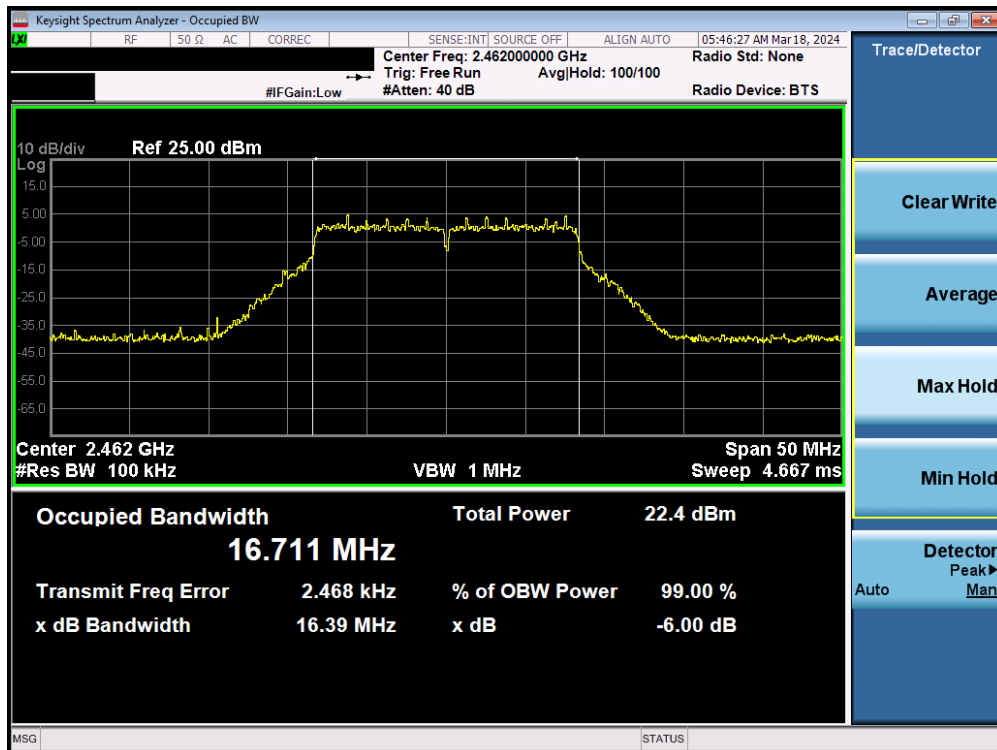 Keysight Spectrum Analyzer - Occupied BW
LXI RF 50 Ω AC CORREC SENSE:INT SOURCE OFF ALIGN AUTO 05:46:27 AM Mar 18, 2024
Center Freq: 2.462000000 GHz Radio Std: None
Trig: Free Run Avg|Hold: 100/100
#IFGain:Low #Atten: 40 dB Radio Device: BTS
10 dB/div Ref 25.00 dBm
Log
15.0
5.00
-5.00
-15.0
-25.0
-35.0
-45.0
-55.0
-65.0
Center 2.462 GHz Span 50 MHz
#Res BW 100 kHz VBW 1 MHz Sweep 4.667 ms
Occupied Bandwidth Total Power 22.4 dBm
16.711 MHz
Transmit Freq Error 2.468 kHz % of OBW Power 99.00 %
x dB Bandwidth 16.39 MHz x dB -6.00 dB
MSG STATUS
Trace/Detector
Clear Write
Average
Max Hold
Min Hold
Detector
Peak▶
Auto Man